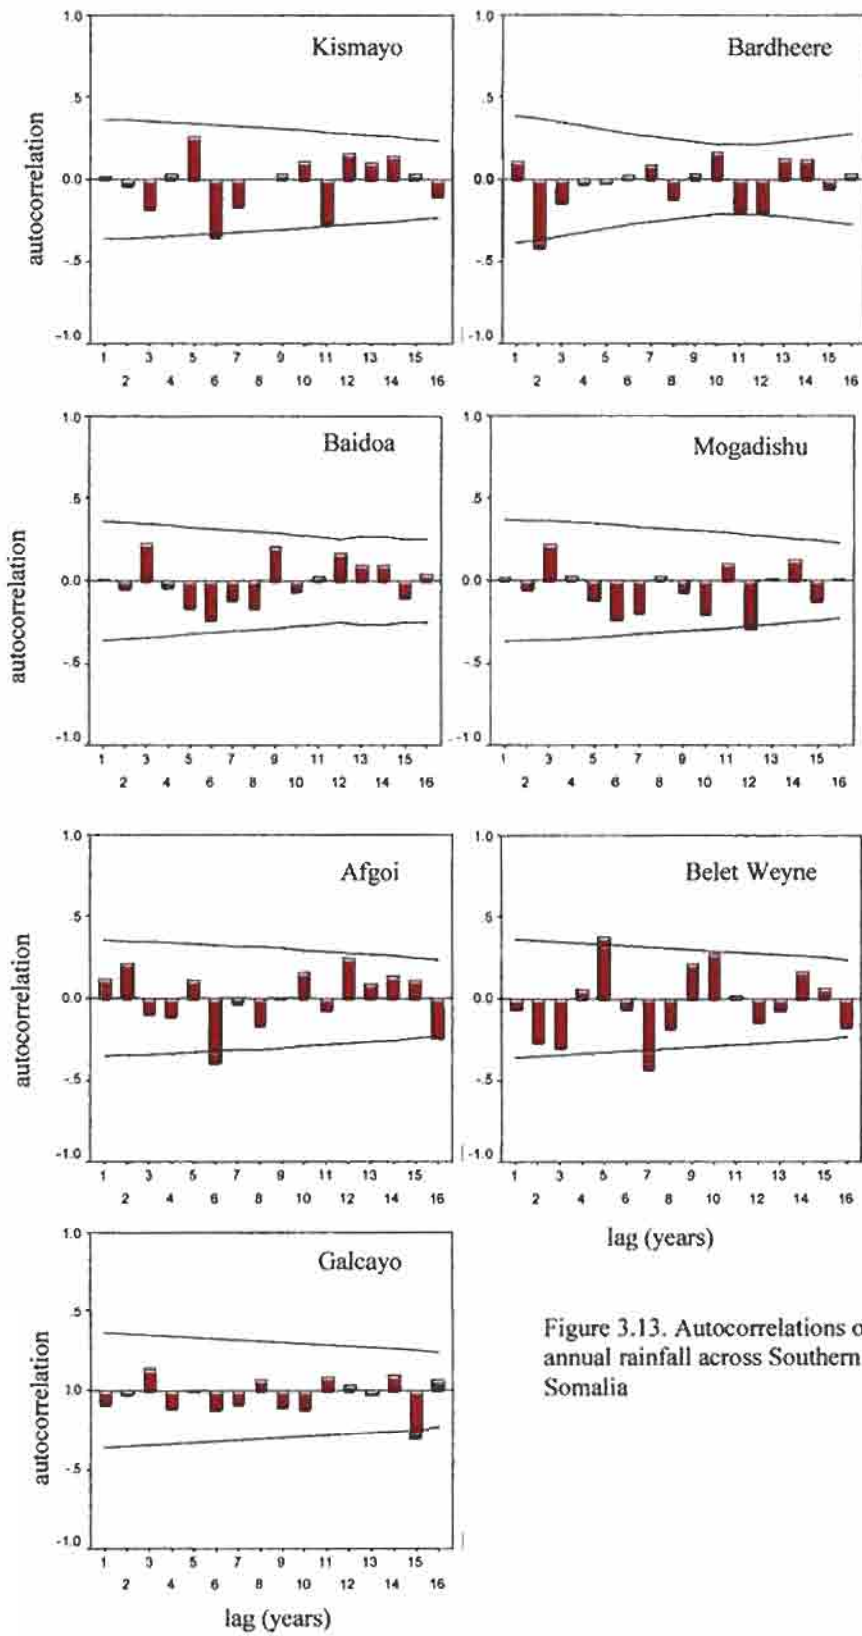 Kismayo
1.0
.5
0.0
-.5
-1.0
autocorrelation
1 3 5 7 9 11 13 15
2 4 6 8 10 12 14 16
Bardheere
1.0
.5
0.0
-.5
-1.0
1 3 5 7 9 11 13 15
2 4 6 8 10 12 14 16
Baidoa
1.0
.5
0.0
-.5
-1.0
autocorrelation
1 3 5 7 9 11 13 15
2 4 6 8 10 12 14 16
Mogadishu
1.0
.5
0.0
-.5
-1.0
1 3 5 7 9 11 13 15
2 4 6 8 10 12 14 16
Afgoi
1.0
.5
0.0
-.5
-1.0
autocorrelation
1 3 5 7 9 11 13 15
2 4 6 8 10 12 14 16
Belet Weyne
1.0
.5
0.0
-.5
-1.0
1 3 5 7 9 11 13 15
2 4 6 8 10 12 14 16
lag (years)
Galcayo
1.0
.5
1.0
-.5
-1.0
autocorrelation
1 3 5 7 9 11 13 15
2 4 6 8 10 12 14 16
lag (years)
Figure 3.13. Autocorrelations o
annual rainfall across Southern
Somalia